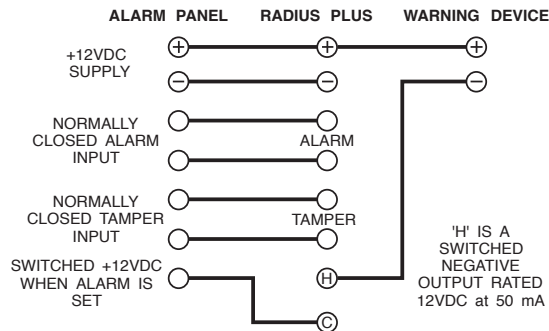 ALARM PANEL RADIUS PLUS WARNING DEVICE
+12VDC
SUPPLY
+ + +
− − −
NORMALLY
CLOSED ALARM
INPUT
ALARM
NORMALLY
CLOSED TAMPER
INPUT
TAMPER
SWITCHED +12VDC
WHEN ALARM IS
SET
H
C
'H' IS A
SWITCHED
NEGATIVE
OUTPUT RATED
12VDC at 50 mA